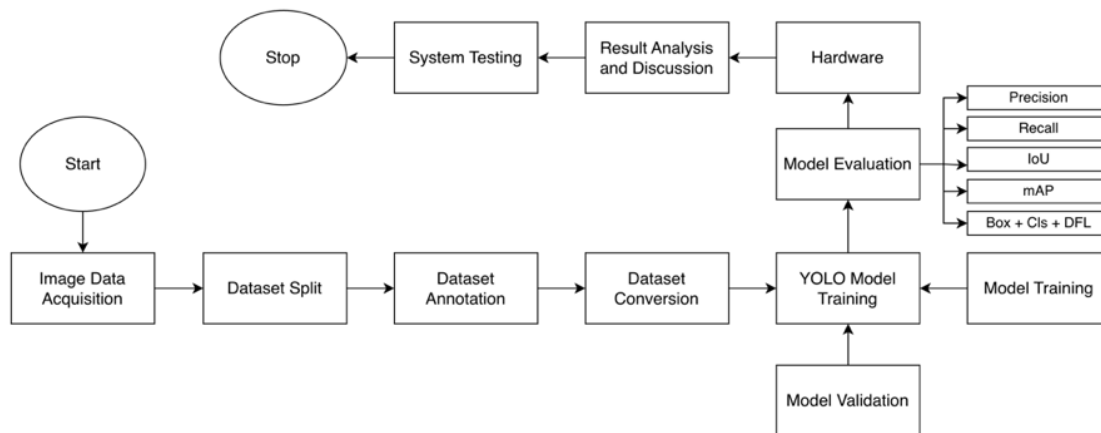 Stop
System Testing
Result Analysis
and Discussion
Hardware
Precision
Recall
IoU
mAP
Box + Cls + DFL
Start
Model Evaluation
Image Data
Acquisition
Dataset Split
Dataset
Annotation
Dataset
Conversion
YOLO Model
Training
Model Training
Model Validation